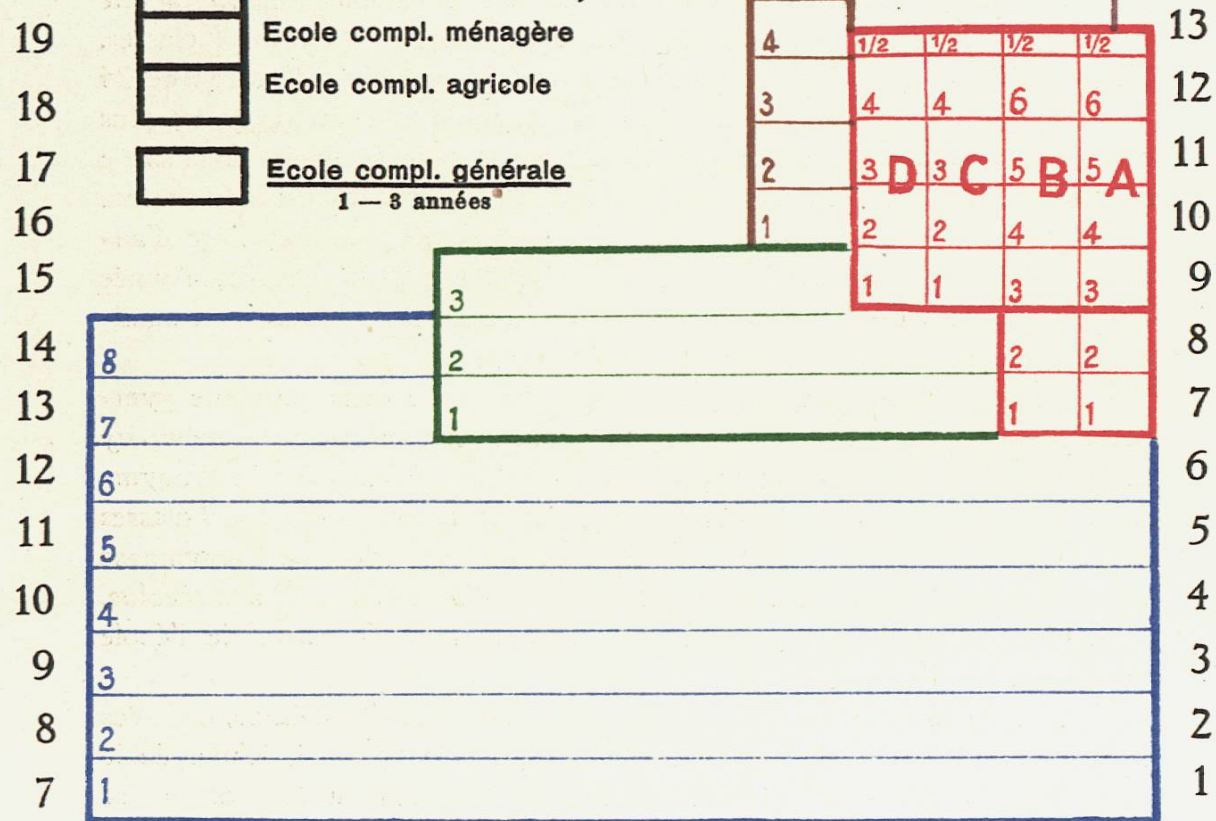 19 Ecole compl. ménagère 4 1/2 1/2 1/2 1/2 13
18 Ecole compl. agricole 3 4 4 6 6 12
17 Ecole compl. générale 2 3 D 3 C 5 B 5 A 11
1 — 3 années
16 1 2 2 4 4 10
15 3 1 1 3 3 9
14 8 2 2 2 8
13 7 1 1 1 7
12 6 6
11 5 5
10 4 4
9 3 3
8 2 2
7 1 1